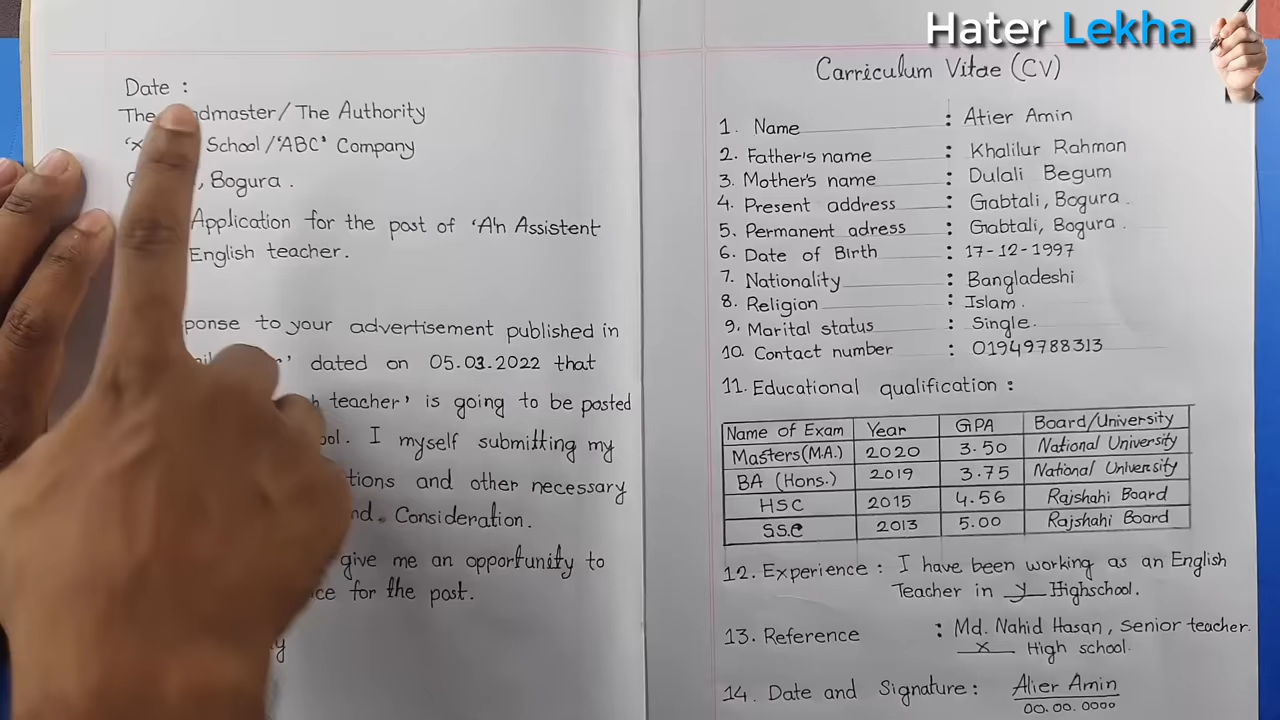 Hater Lekha
Date :
The dmaster/ The Authority
School /'ABC' Company
, Bogura .
Application for the post of 'An Assistent
English teacher.
ponse to your advertisement published in
dated on 05.03.2022 that
teacher' is going to be posted
I myself submitting my
and other necessary
Consideration.
give me an opportunity to
for the post.
Carriculum Vitae (CV)
1. Name : Atier Amin
2. Father's name : Khalilur Rahman
3. Mother's name : Dulali Begum
4. Present address : Gabtali, Bogura .
5. Permanent adress : Gabtali, Bogura .
6. Date of Birth : 17-12-1997
7. Nationality : Bangladeshi
8. Religion : Islam.
9. Marital status : Single.
10. Contact number : 01949788313
11. Educational qualification :
Name of Exam Year GPA Board/University
Masters(M.A.) 2020 3.50 National University
BA (Hons.) 2019 3.75 National University
HSC 2015 4.56 Rajshahi Board
S.S.C 2013 5.00 Rajshahi Board
12. Experience : I have been working as an English
Teacher in y Highschool.
13. Reference : Md. Nahid Hasan, Senior teacher.
x High school.
14. Date and Signature : Atier Amin
00.00.0000